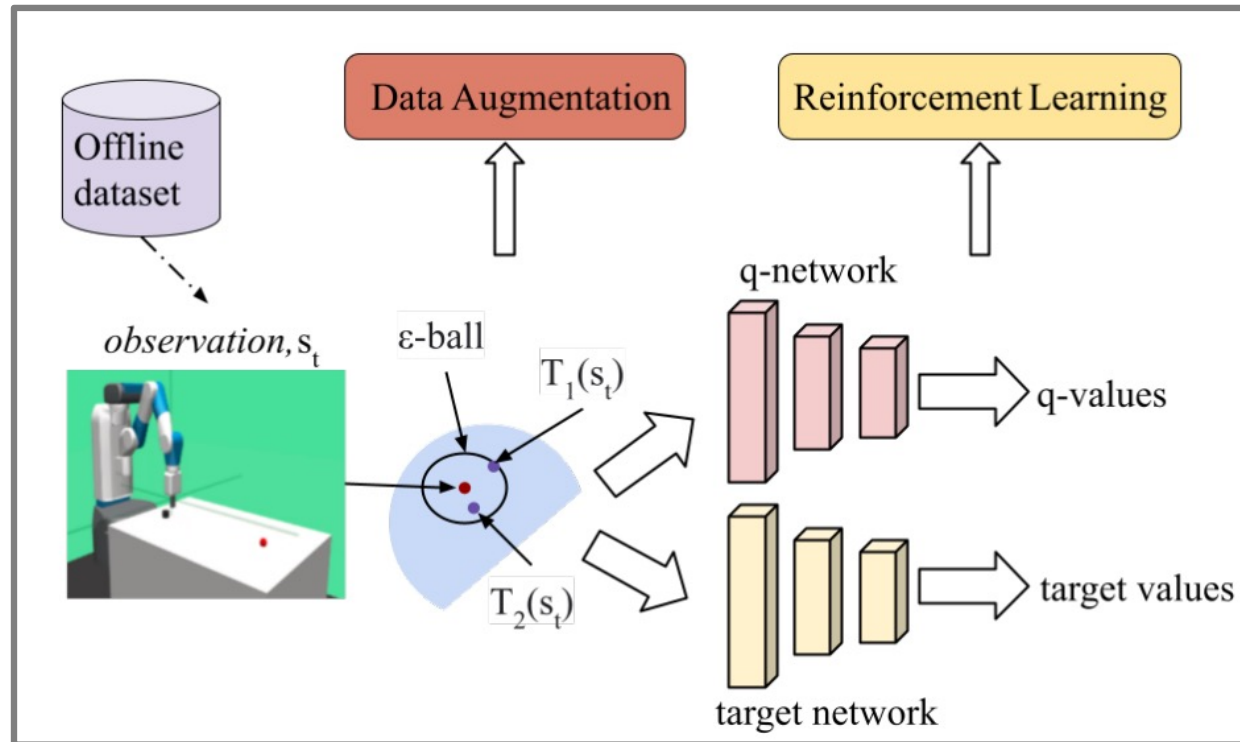 Data Augmentation
Reinforcement Learning
Offline
dataset
q-network
observation, sₜ
ε-ball
T₁(sₜ)
q-values
T₂(sₜ)
target values
target network